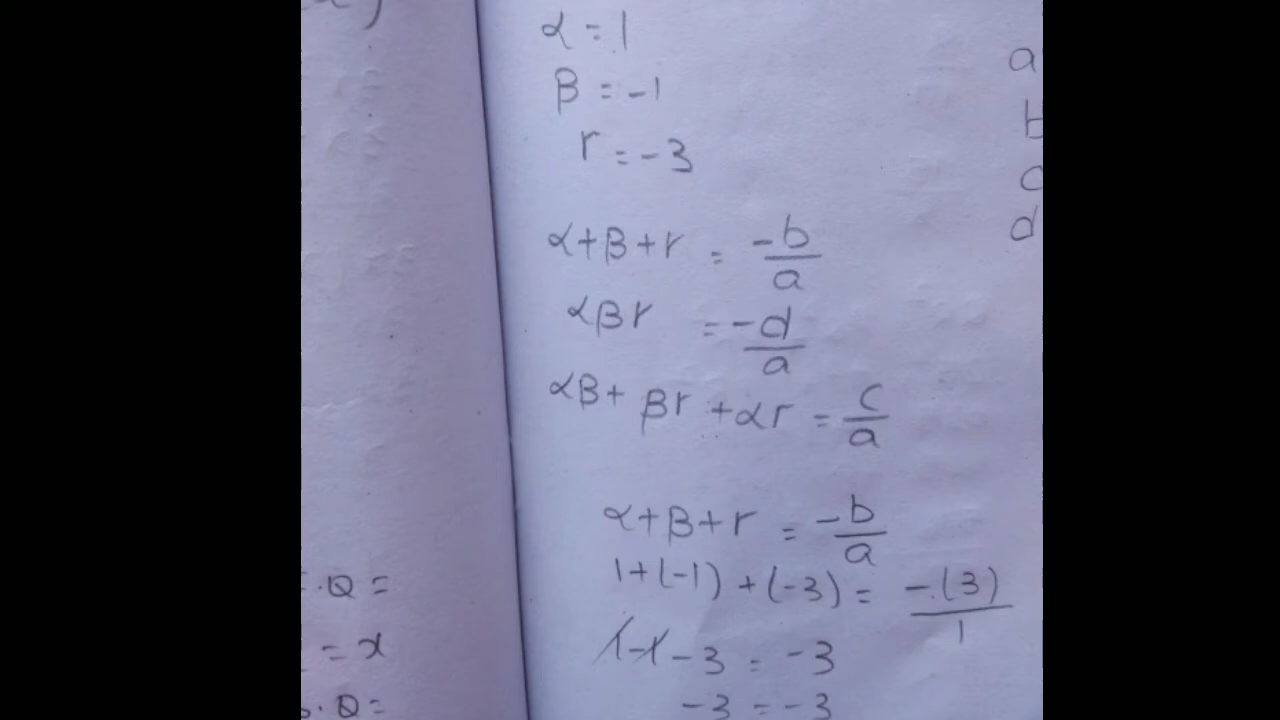 α = 1
β = -1
r = -3
α+β+r = -b/a
αβr = -d/a
αβ + βr + αr = c/a
α+β+r = -b/a
1+(-1)+(-3) = -(3)/1
1-1-3 = -3
-3 = -3
a
b
c
d
.Q=
= x
.Q=